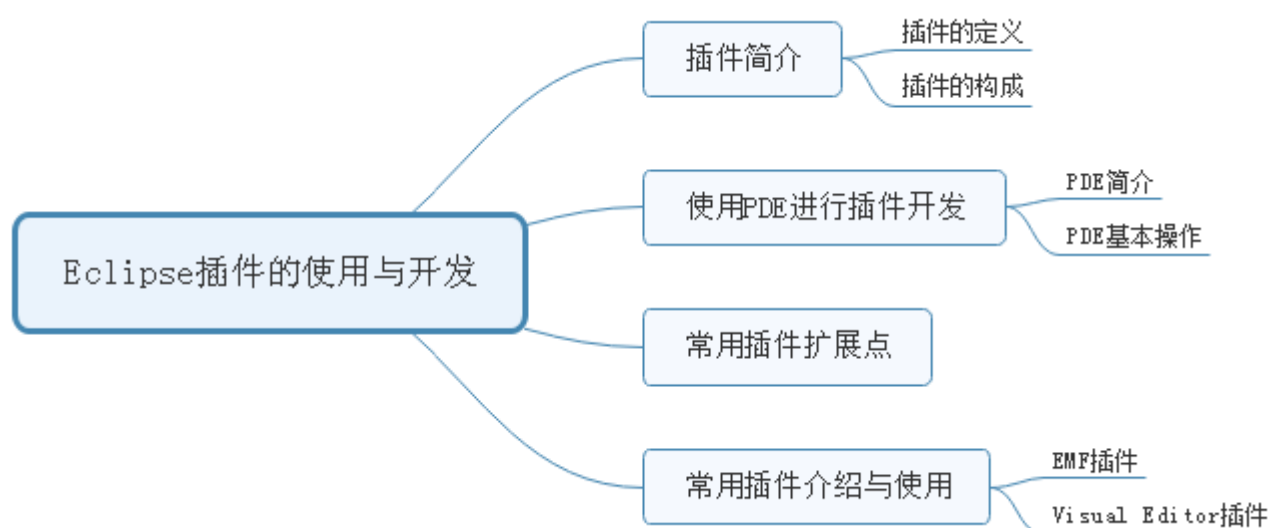 Eclipse插件的使用与开发
插件简介
插件的定义
插件的构成
使用PDE进行插件开发
PDE简介
PDE基本操作
常用插件扩展点
常用插件介绍与使用
EMF插件
Visual Editor插件